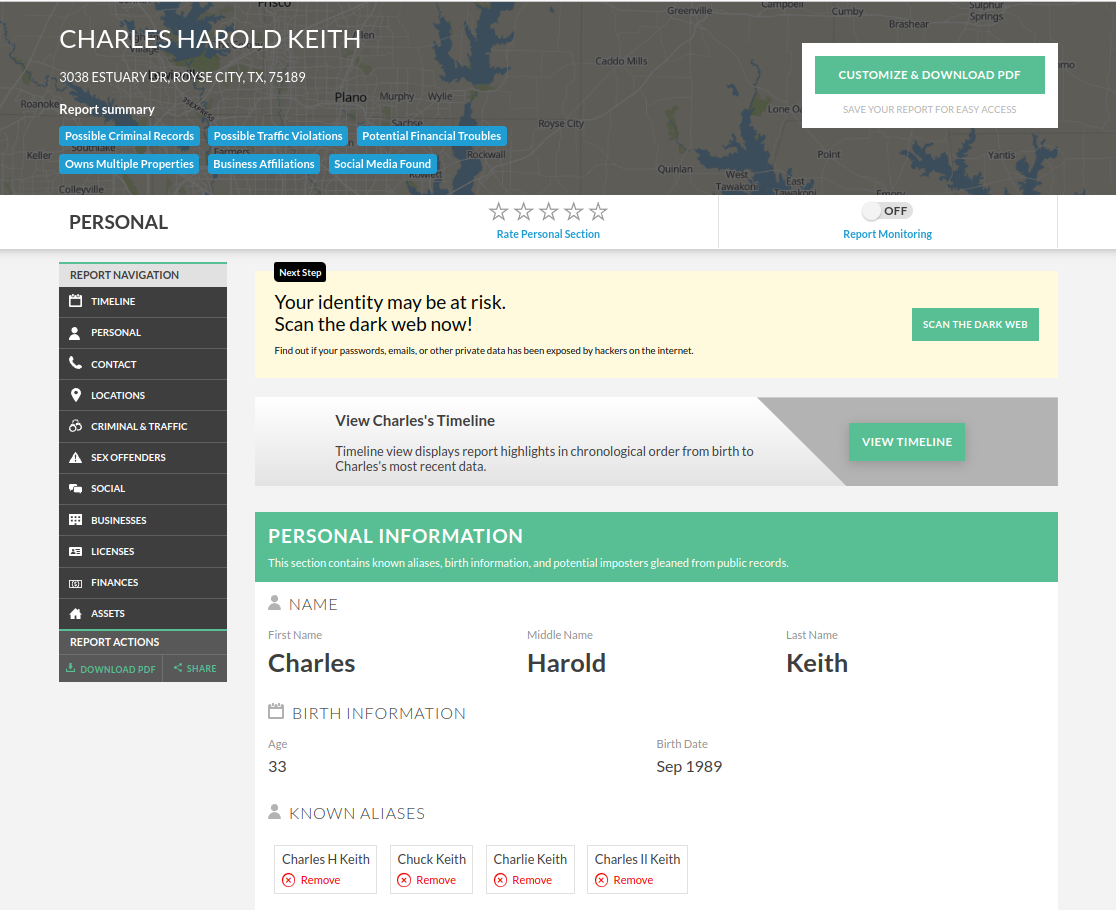 Frisco
Greenville
Campbell
Cumby
Sulphur
Springs
Brashear
CHARLES HAROLD KEITH
Allen
Caddo Mills
3038 ESTUARY DR, ROYSE CITY, TX, 75189
CUSTOMIZE & DOWNLOAD PDF
SAVE YOUR REPORT FOR EASY ACCESS
Roanoke
Plano
Murphy
Wylie
Report summary
Sachse
Royse City
Possible Criminal Records
Possible Traffic Violations
Potential Financial Troubles
Keller
Southlake
Farmers
Rockwall
Point
Yantis
Owns Multiple Properties
Business Affiliations
Social Media Found
Quinlan
West
Tawakoni
East
Tawakoni
Emory
Colleyville
Rowlett
PERSONAL
Rate Personal Section
OFF
Report Monitoring
REPORT NAVIGATION
TIMELINE
PERSONAL
CONTACT
LOCATIONS
CRIMINAL & TRAFFIC
SEX OFFENDERS
SOCIAL
BUSINESSES
LICENSES
FINANCES
ASSETS
REPORT ACTIONS
DOWNLOAD PDF
SHARE
Next Step
Your identity may be at risk.
Scan the dark web now!
Find out if your passwords, emails, or other private data has been exposed by hackers on the internet.
SCAN THE DARK WEB
View Charles's Timeline
Timeline view displays report highlights in chronological order from birth to
Charles's most recent data.
VIEW TIMELINE
PERSONAL INFORMATION
This section contains known aliases, birth information, and potential imposters gleaned from public records.
NAME
First Name
Middle Name
Last Name
Charles
Harold
Keith
BIRTH INFORMATION
Age
Birth Date
33
Sep 1989
KNOWN ALIASES
Charles H Keith
Remove
Chuck Keith
Remove
Charlie Keith
Remove
Charles II Keith
Remove